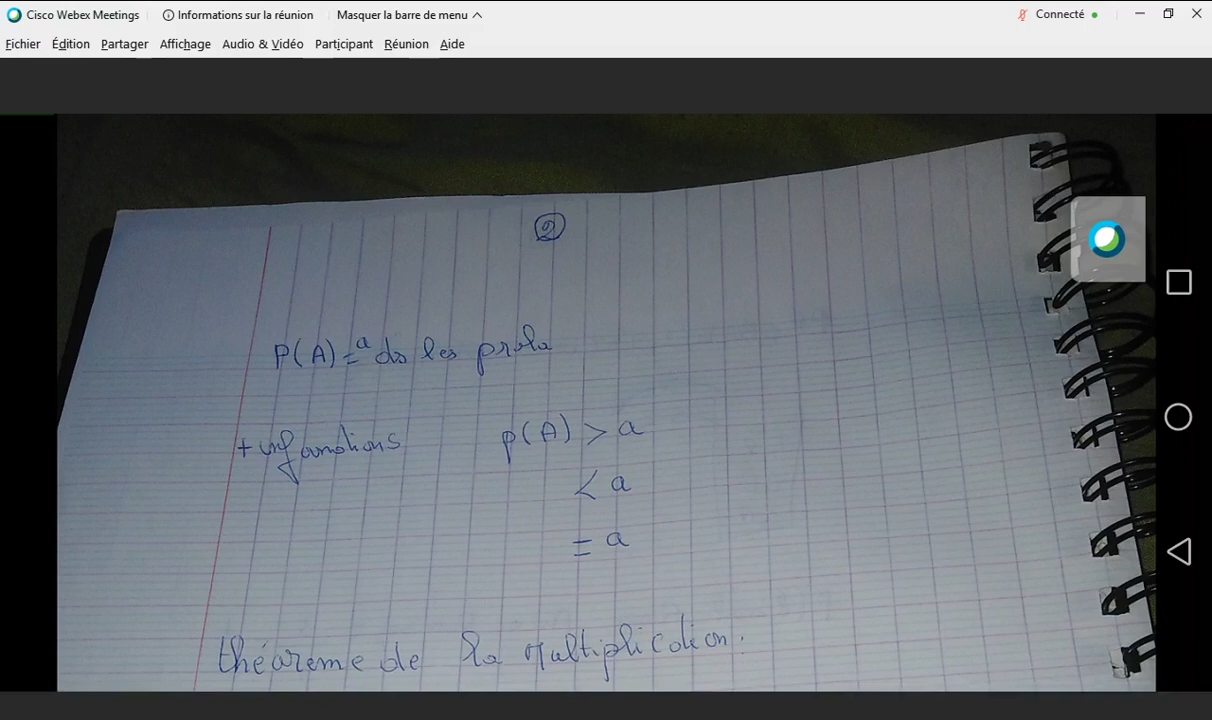 Cisco Webex Meetings
Informations sur la réunion
Masquer la barre de menu
Connecté
Fichier Édition Partager Affichage Audio & Vidéo Participant Réunion Aide
2
P(A) = a ds les proba
+ informations p(A) > a
< a
= a
théoreme de la Multiplication.